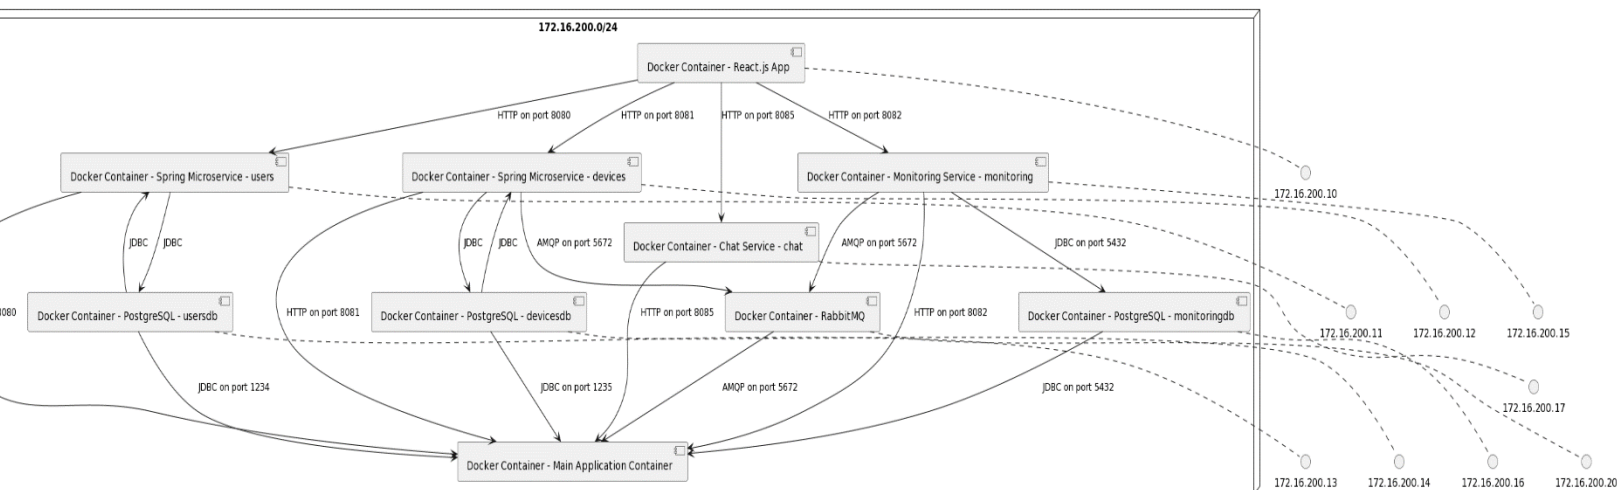 172.16.200.0/24
Docker Container - React.js App
HTTP on port 8080
HTTP on port 8081
HTTP on port 8085
HTTP on port 8082
Docker Container - Spring Microservice - users
Docker Container - Spring Microservice - devices
Docker Container - Monitoring Service - monitoring
172.16.200.10
JDBC
JDBC
JDBC
JDBC
AMQP on port 5672
Docker Container - Chat Service - chat
AMQP on port 5672
JDBC on port 5432
8080
Docker Container - PostgreSQL - usersdb
HTTP on port 8081
Docker Container - PostgreSQL - devicesdb
HTTP on port 8085
Docker Container - RabbitMQ
HTTP on port 8082
Docker Container - PostgreSQL - monitoringdb
172.16.200.11
172.16.200.12
172.16.200.15
JDBC on port 1234
JDBC on port 1235
AMQP on port 5672
JDBC on port 5432
172.16.200.17
Docker Container - Main Application Container
172.16.200.13
172.16.200.14
172.16.200.16
172.16.200.20